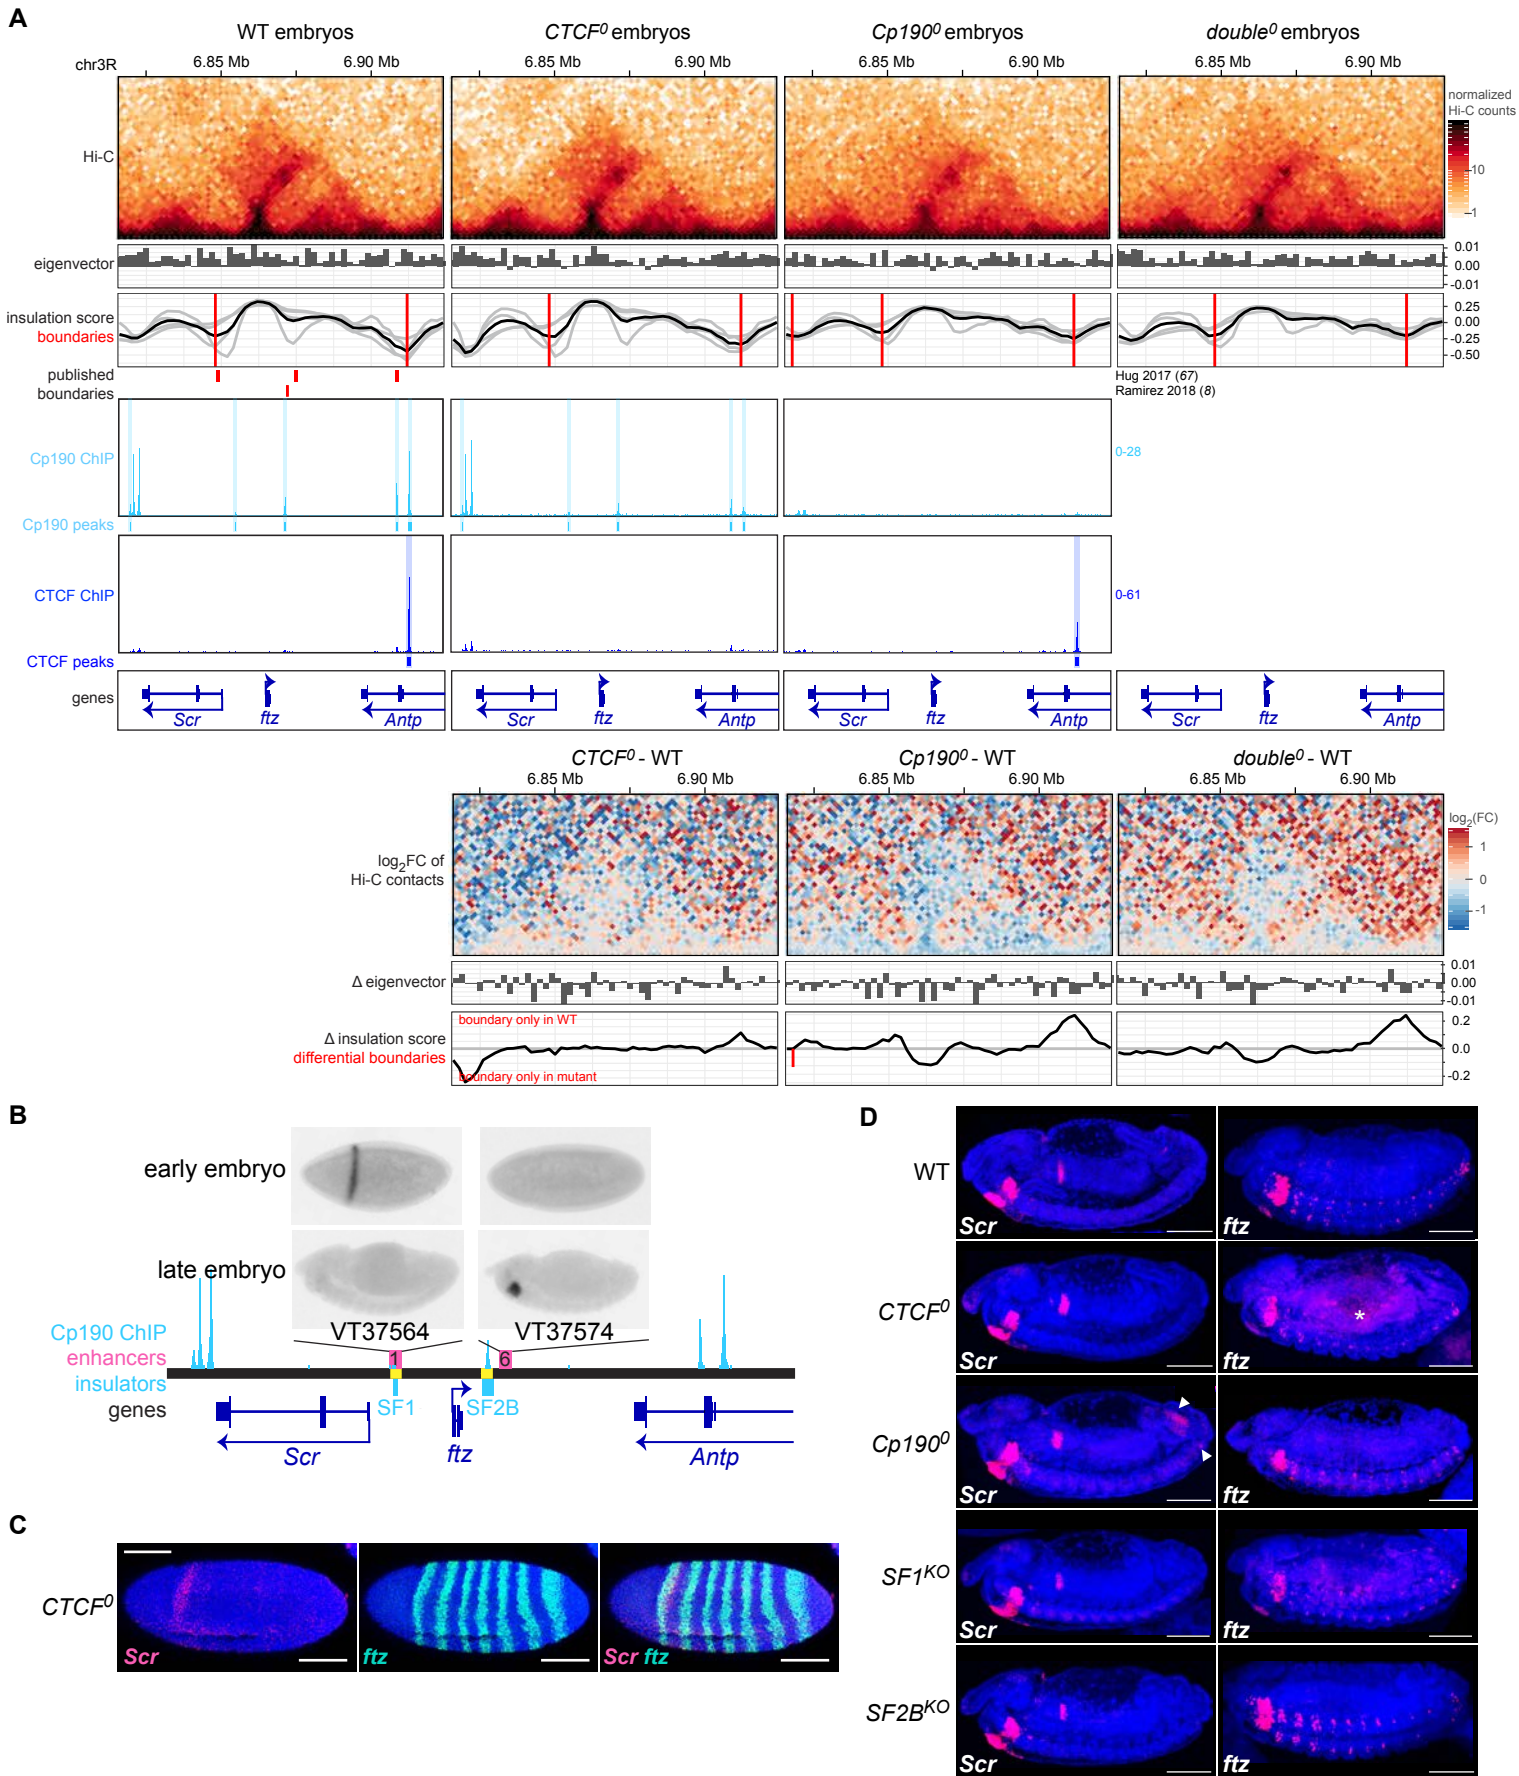 A
WT embryos
CTCF⁰ embryos
Cp190⁰ embryos
double⁰ embryos
chr3R
6.85 Mb 6.90 Mb
6.85 Mb 6.90 Mb
6.85 Mb 6.90 Mb
6.85 Mb 6.90 Mb
normalized
Hi-C counts
Hi-C
10
1
eigenvector
0.01
0.00
-0.01
insulation score
boundaries
0.25
0.00
-0.25
-0.50
published
boundaries
Hug 2017 (67)
Ramirez 2018 (8)
Cp190 ChIP
0-28
Cp190 peaks
CTCF ChIP
0-61
CTCF peaks
genes
Scr ftz Antp
Scr ftz Antp
Scr ftz Antp
Scr ftz Antp
CTCF⁰ - WT
Cp190⁰ - WT
double⁰ - WT
6.85 Mb 6.90 Mb
6.85 Mb 6.90 Mb
6.85 Mb 6.90 Mb
log₂FC of
Hi-C contacts
log₂(FC)
1
0
-1
Δ eigenvector
0.01
0.00
-0.01
Δ insulation score
differential boundaries
boundary only in WT
boundary only in mutant
0.2
0.0
-0.2
B
early embryo
late embryo
VT37564 VT37574
Cp190 ChIP
enhancers
1 6
insulators
SF1 SF2B
genes
Scr ftz Antp
C
CTCF⁰
Scr
ftz
Scr ftz
D
WT
Scr
ftz
CTCF⁰
Scr
*
ftz
Cp190⁰
Scr
ftz
SF1ᴷᴼ
Scr
ftz
SF2Bᴷᴼ
Scr
ftz